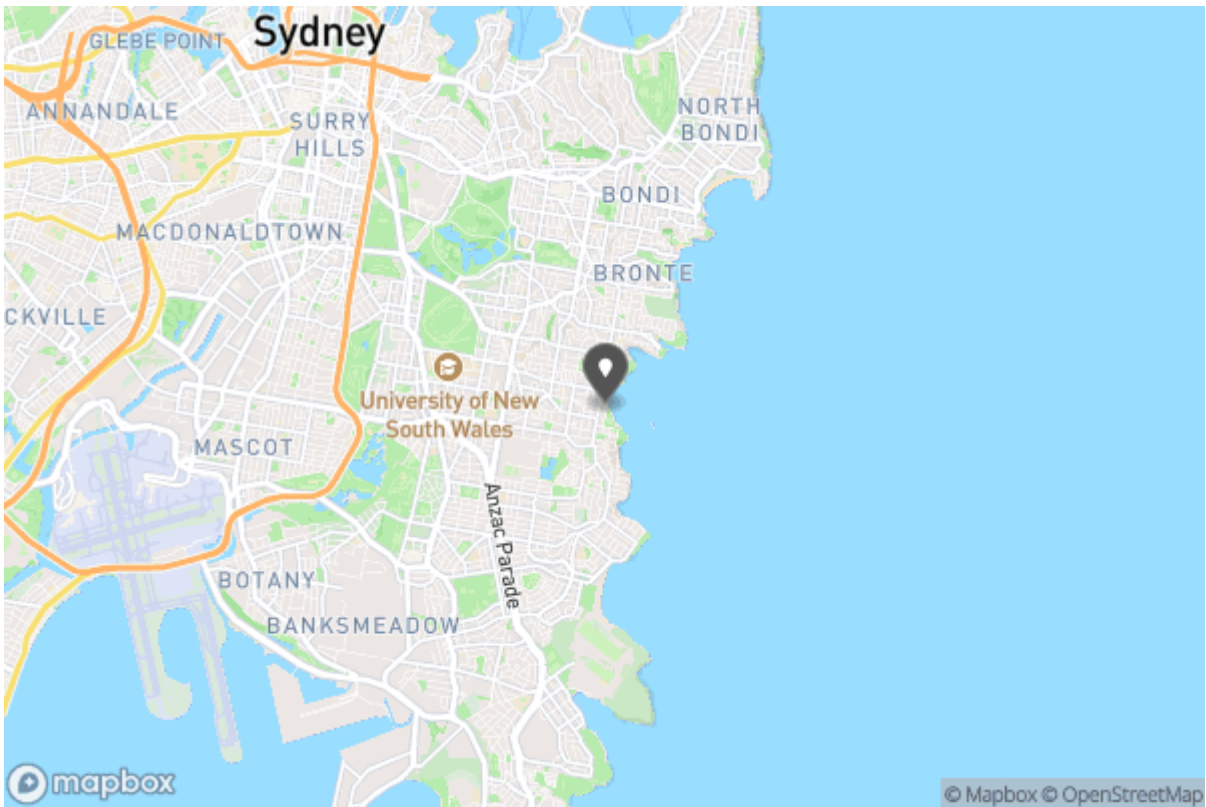 Sydney
GLEBE POINT
ANNANDALE
SURRY
HILLS
NORTH
BONDI
BONDI
MACDONALDTOWN
BRONTE
CKVILLE
University of New
South Wales
MASCOT
Anzac Parade
BOTANY
BANKSMEADOW
mapbox
© Mapbox © OpenStreetMap